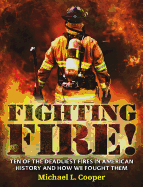 FIGHTING
FIRE!
TEN OF THE DEADLIEST FIRES IN AMERICAN
HISTORY AND HOW WE FOUGHT THEM
Michael L. Cooper